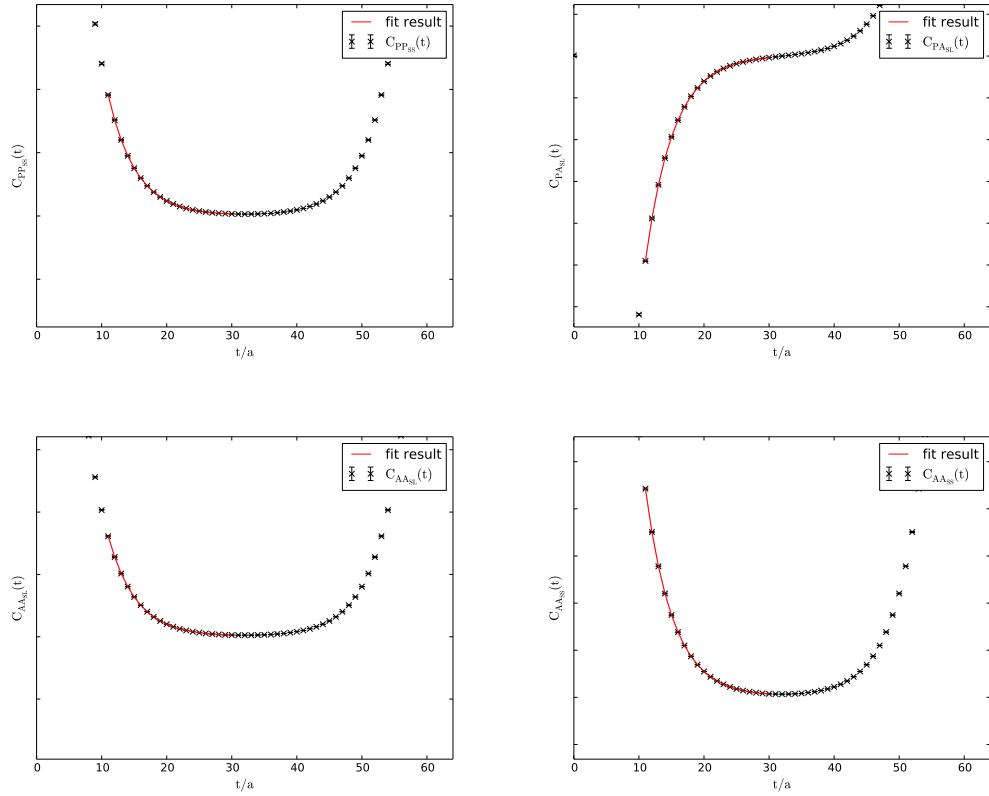 fit result
C_PP_SS(t)
C_PP_SS(t)
0 10 20 30 40 50 60
t/a
fit result
C_PA_SL(t)
C_PA_SL(t)
0 10 20 30 40 50 60
t/a
fit result
C_AA_SL(t)
C_AA_SL(t)
0 10 20 30 40 50 60
t/a
fit result
C_AA_SS(t)
C_AA_SS(t)
0 10 20 30 40 50 60
t/a